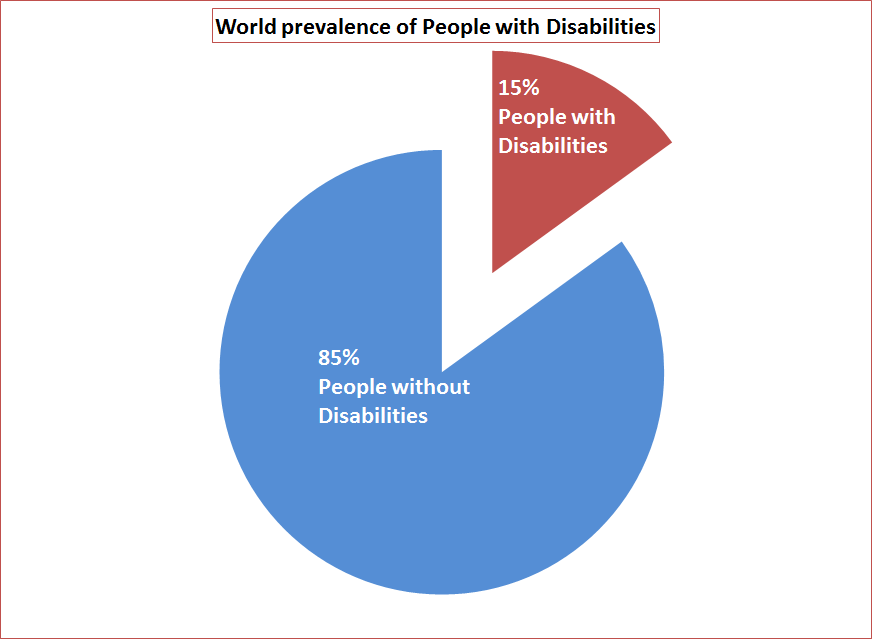 World prevalence of People with Disabilities
15%
People with
Disabilities
85%
People without
Disabilities